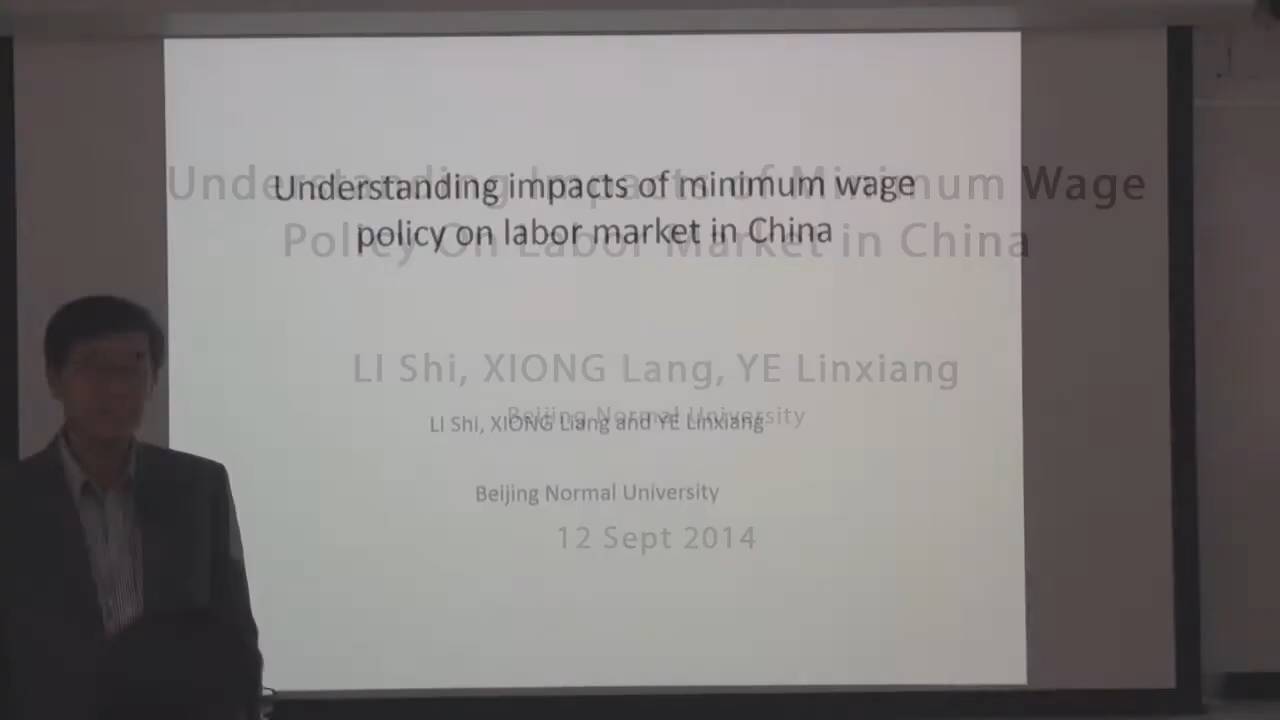 Understanding Impacts of Minimum Wage
Policy On Labor Market in China
Understanding impacts of minimum wage
policy on labor market in China
LI Shi, XIONG Lang, YE Linxiang
Beijing Normal University
LI Shi, XIONG Liang and YE Linxiang
Beijing Normal University
12 Sept 2014